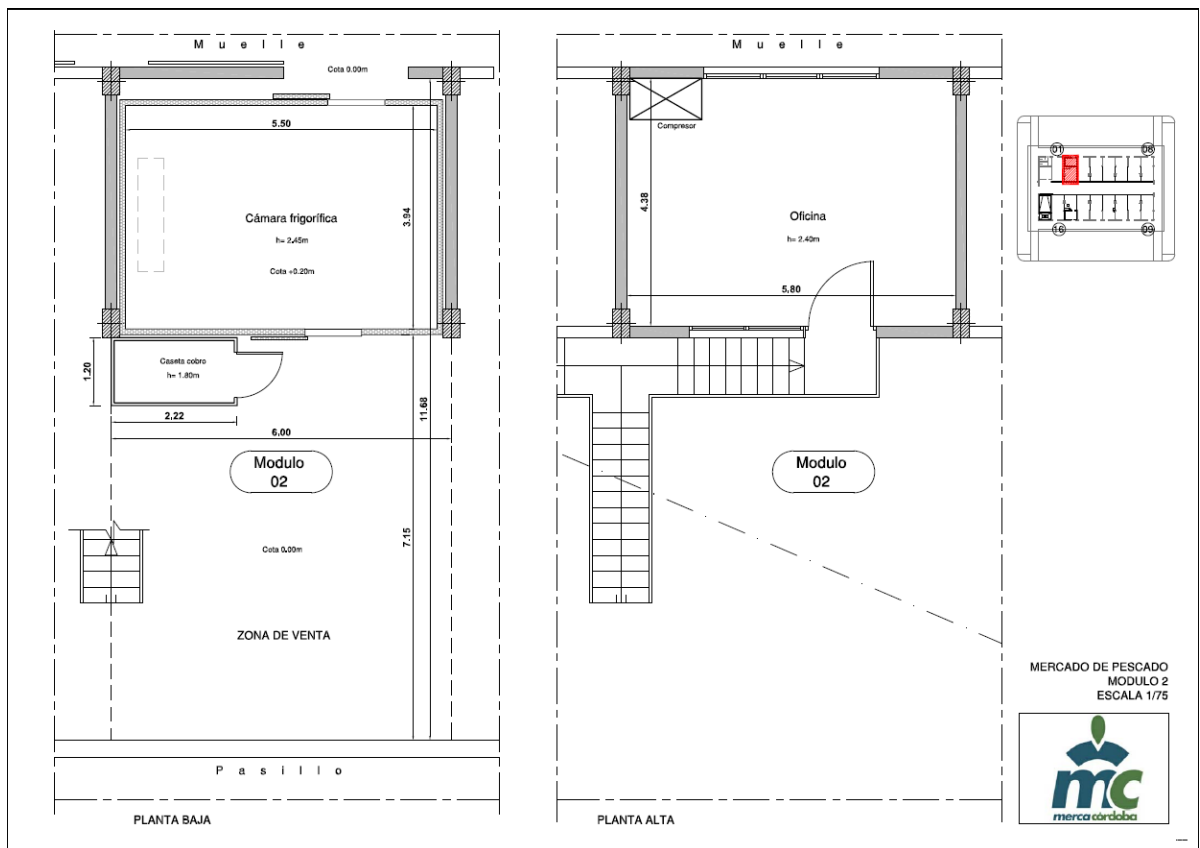 M u e l l e
Cota 0.00m
5.50
Cámara frigorífica
h= 2.45m
Cota +0.20m
3.94
Caseta cobro
h= 1.80m
1.20
2,22
11.68
6.00
Modulo
02
7.15
Cota 0.00m
ZONA DE VENTA
P a s i l l o
PLANTA BAJA
M u e l l e
Compresor
4.38
Oficina
h= 2.40m
5,80
Modulo
02
PLANTA ALTA
01
08
16
09
MERCADO DE PESCADO
MODULO 2
ESCALA 1/75
mc
mercacórdoba